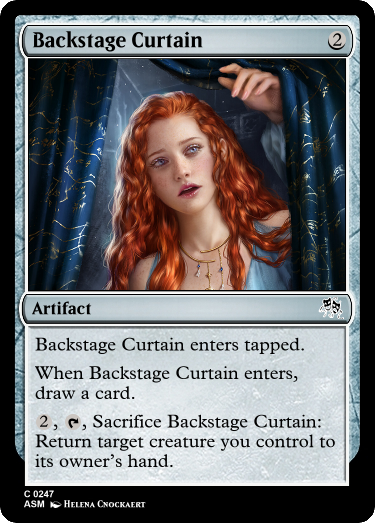 Backstage Curtain 2
Artifact
Backstage Curtain enters tapped.
When Backstage Curtain enters,
draw a card.
2, , Sacrifice Backstage Curtain:
Return target creature you control to
its owner's hand.
C 0247
ASM Helena Cnockaert